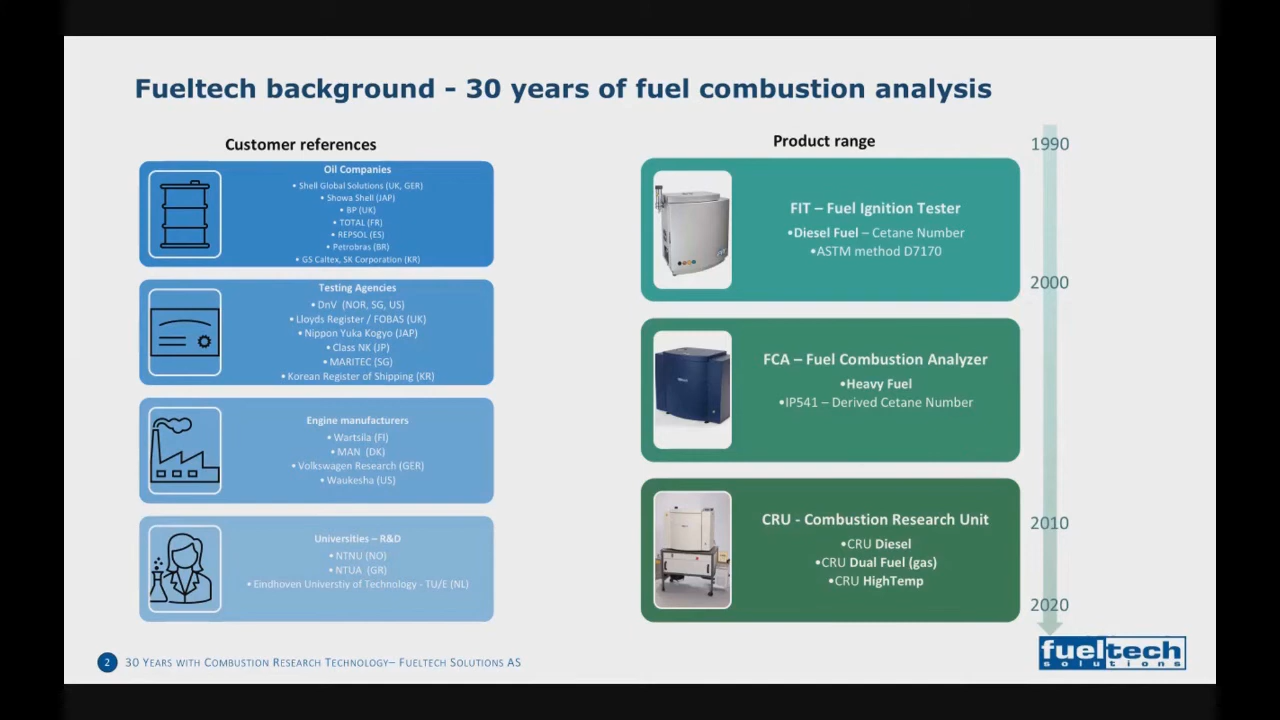 Fueltech background - 30 years of fuel combustion analysis
Customer references
Oil Companies
• Shell Global Solutions (UK, GER)
• Showa Shell (JAP)
• BP (UK)
• TOTAL (FR)
• REPSOL (ES)
• Petrobras (BR)
• GS Caltex, SK Corporation (KR)
Testing Agencies
• DnV (NOR, SG, US)
• Lloyds Register / FOBAS (UK)
• Nippon Yuka Kogyo (JAP)
• Class NK (JP)
• MARITEC (SG)
• Korean Register of Shipping (KR)
Engine manufacturers
• Wartsila (FI)
• MAN (DK)
• Volkswagen Research (GER)
• Waukesha (US)
Universities – R&D
• NTNU (NO)
• NTUA (GR)
• Eindhoven Universtiy of Technology - TU/E (NL)
Product range
FIT – Fuel Ignition Tester
•Diesel Fuel – Cetane Number
•ASTM method D7170
FCA – Fuel Combustion Analyzer
•Heavy Fuel
•IP541 – Derived Cetane Number
CRU - Combustion Research Unit
•CRU Diesel
•CRU Dual Fuel (gas)
•CRU HighTemp
1990
2000
2010
2020
2 30 YEARS WITH COMBUSTION RESEARCH TECHNOLOGY– FUELTECH SOLUTIONS AS
fueltech
solutions